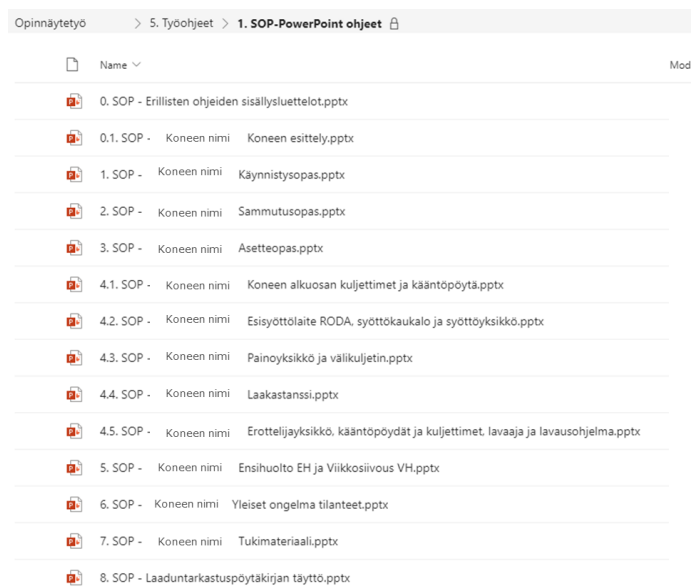 Opinnäytetyö > 5. Työohjeet > 1. SOP-PowerPoint ohjeet
Name Mod
0. SOP - Erillisten ohjeiden sisällysluettelot.pptx
0.1. SOP - Koneen nimi Koneen esittely.pptx
1. SOP - Koneen nimi Käynnistysopas.pptx
2. SOP - Koneen nimi Sammutusopas.pptx
3. SOP - Koneen nimi Asetteopas.pptx
4.1. SOP - Koneen nimi Koneen alkuosan kuljettimet ja kääntöpöytä.pptx
4.2. SOP - Koneen nimi Esisyöttölaite RODA, syöttökaukalo ja syöttöyksikkö.pptx
4.3. SOP - Koneen nimi Painoyksikkö ja välikuljetin.pptx
4.4. SOP - Koneen nimi Laakastanssi.pptx
4.5. SOP - Koneen nimi Erottelijayksikkö, kääntöpöydät ja kuljettimet, lavaaja ja lavausohjelma.pptx
5. SOP - Koneen nimi Ensihuolto EH ja Viikkosiivous VH.pptx
6. SOP - Koneen nimi Yleiset ongelma tilanteet.pptx
7. SOP - Koneen nimi Tukimateriaali.pptx
8. SOP - Laaduntarkastuspöytäkirjan täyttö.pptx